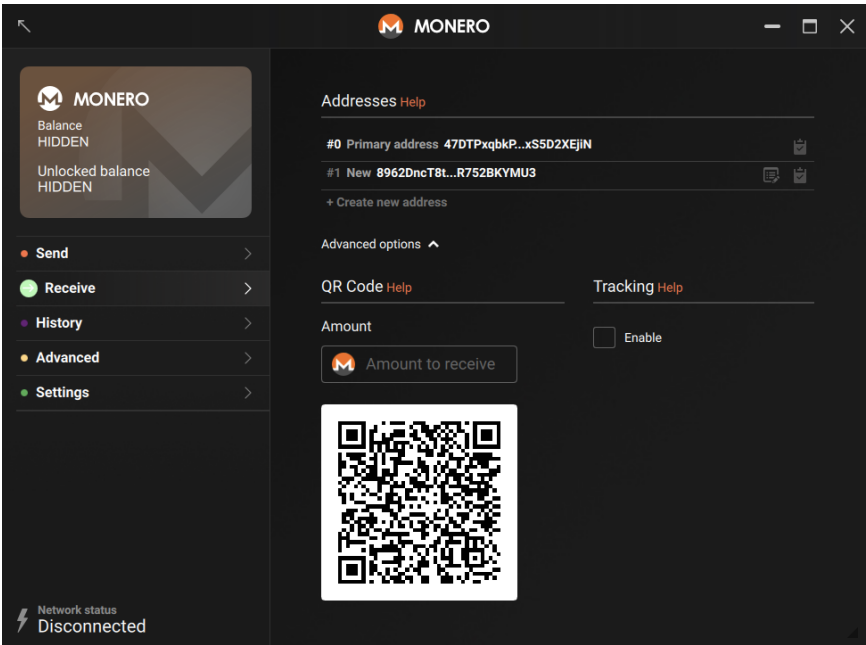 MONERO
MONERO
Balance
HIDDEN
Unlocked balance
HIDDEN
Send
Receive
History
Advanced
Settings
Network status
Disconnected
Addresses Help
#0 Primary address 47DTPxqbkP...xS5D2XEjiN
#1 New 8962DncT8t...R752BKYMU3
+ Create new address
Advanced options
QR Code Help
Tracking Help
Amount
Enable
Amount to receive